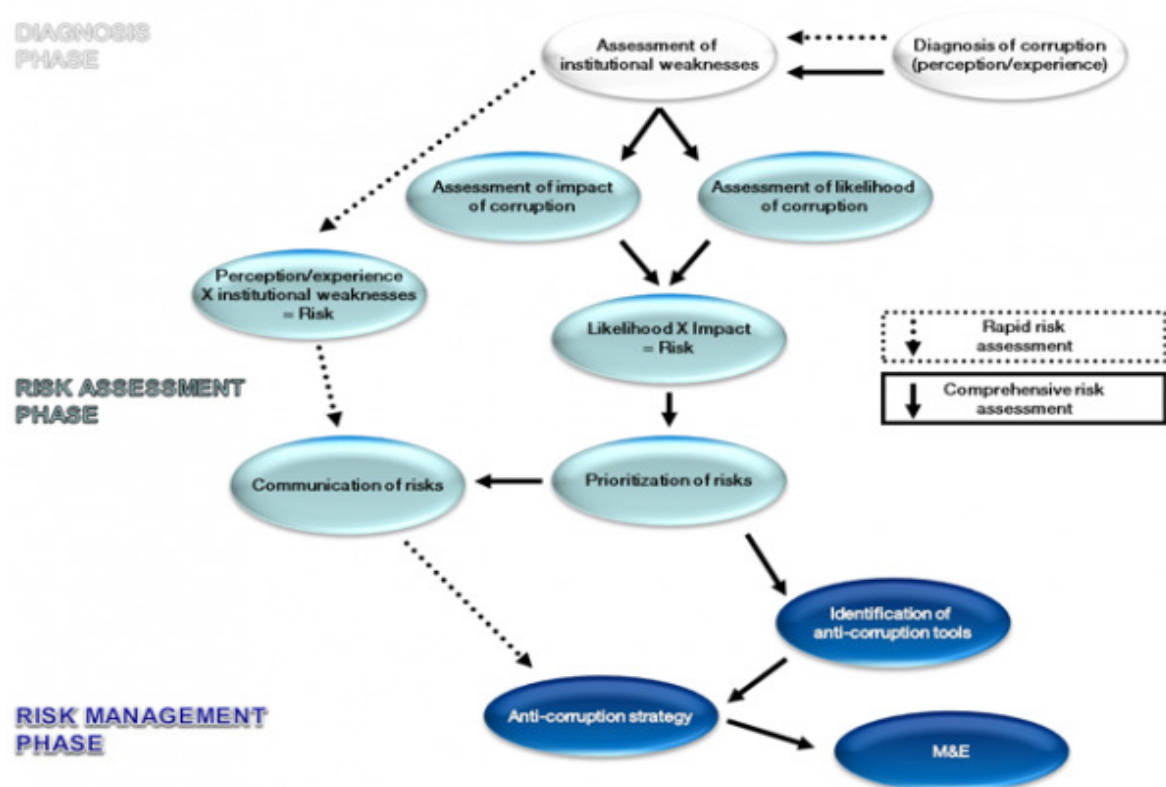 DIAGNOSIS
PHASE
Assessment of
institutional weaknesses
Diagnosis of corruption
(perception/experience)
Assessment of impact
of corruption
Assessment of likelihood
of corruption
Perception/experience
X institutional weaknesses
= Risk
Likelihood X Impact
= Risk
Rapid risk
assessment
Comprehensive risk
assessment
RISK ASSESSMENT
PHASE
Communication of risks
Prioritization of risks
Identification of
anti-corruption tools
RISK MANAGEMENT
PHASE
Anti-corruption strategy
M&E